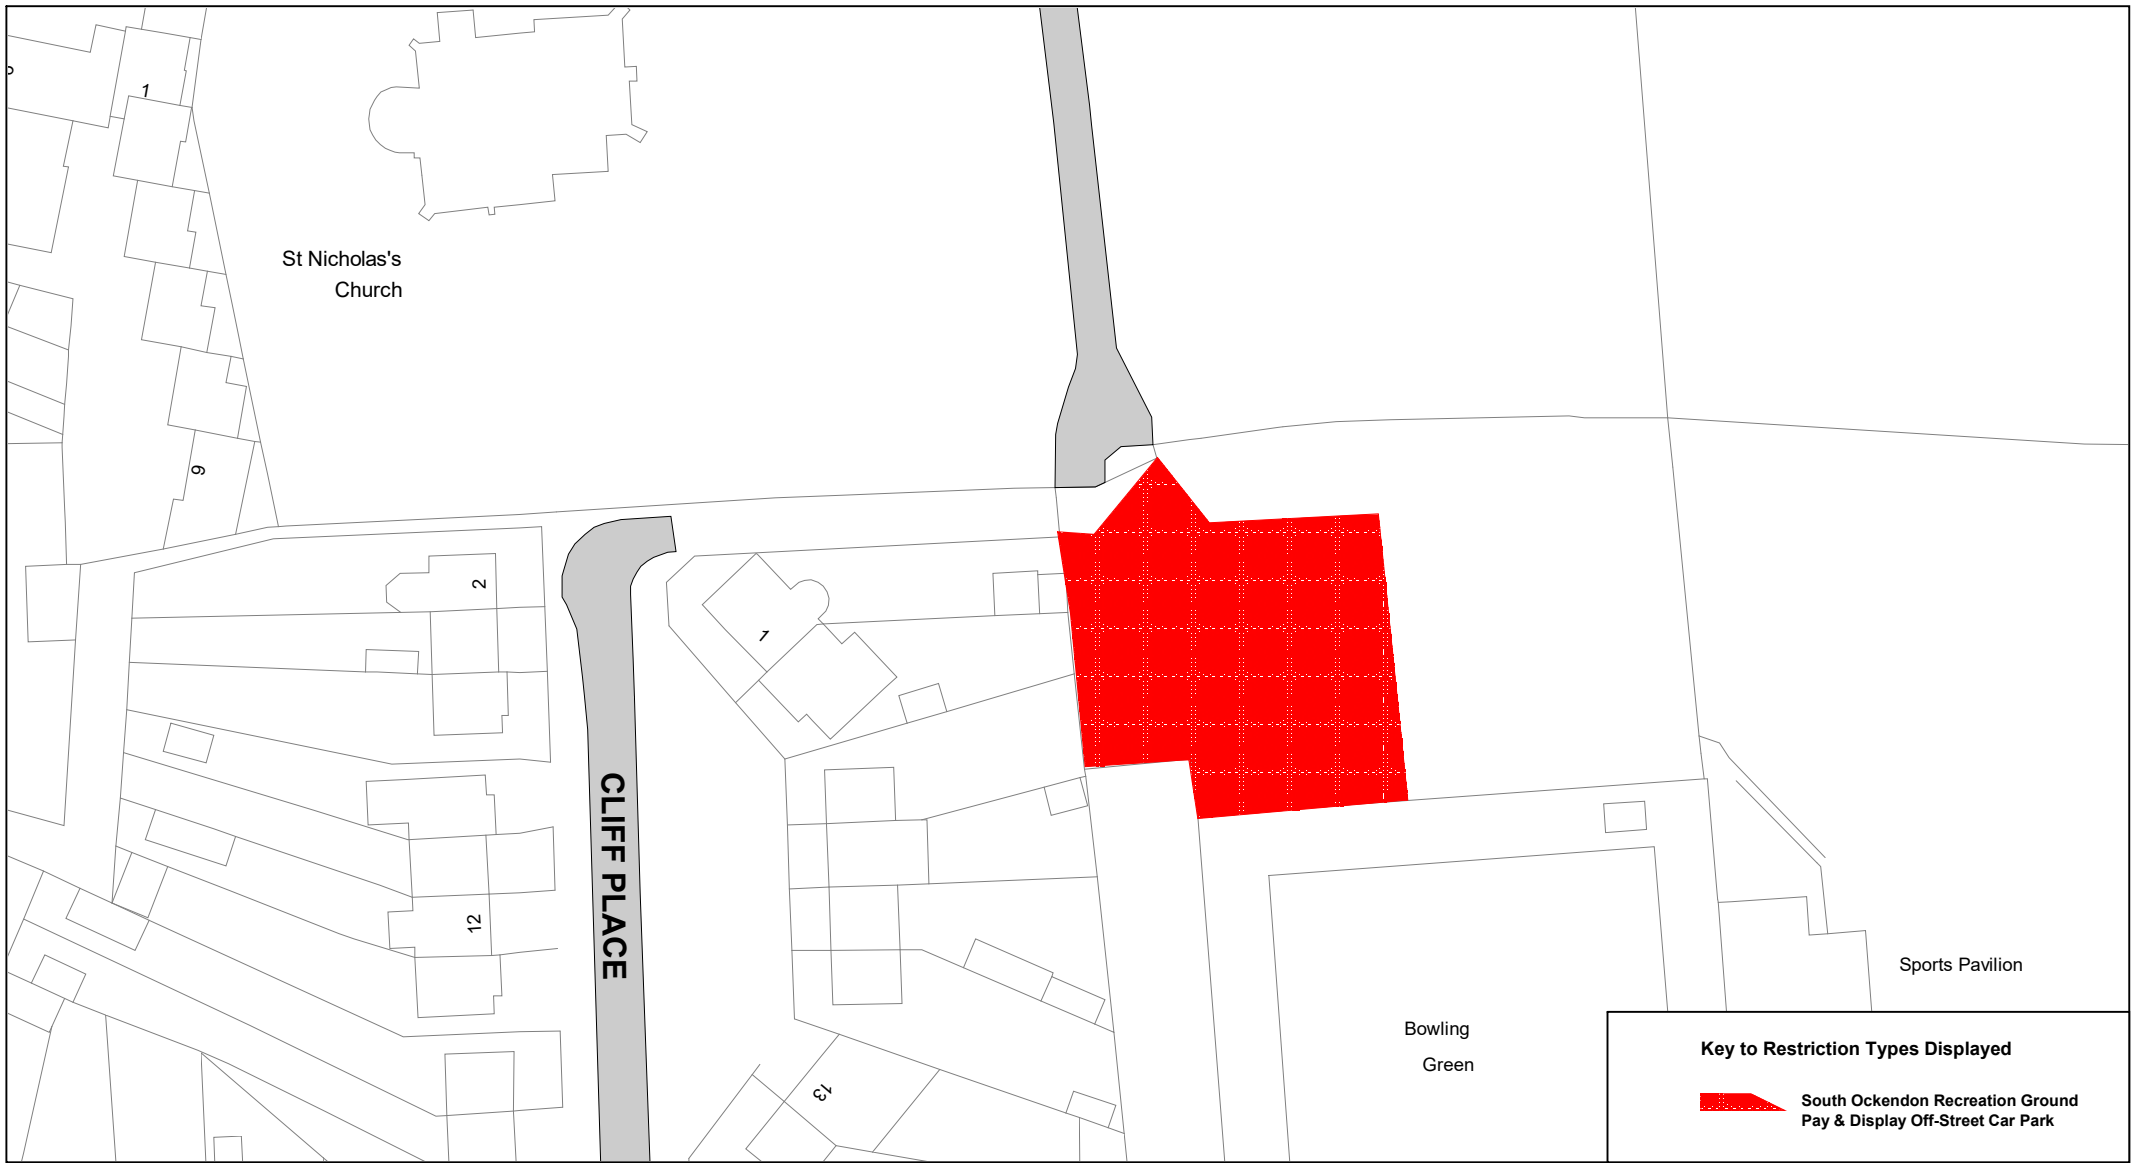 1
St Nicholas's
Church
9
2
1
CLIFF PLACE
12
13
Sports Pavilion
Bowling
Green
Key to Restriction Types Displayed
South Ockendon Recreation Ground
Pay & Display Off-Street Car Park